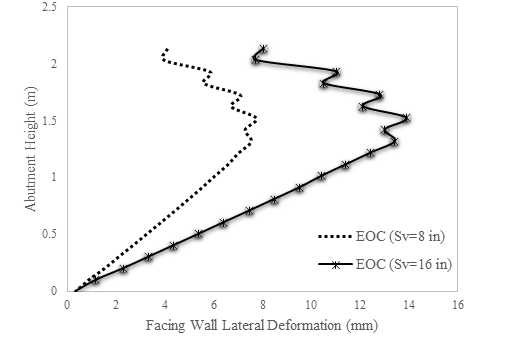 2.5
2
1.5
1
0.5
0
Abutment Height (m)
EOC (Sv=8 in)
EOC (Sv=16 in)
0 2 4 6 8 10 12 14 16
Facing Wall Lateral Deformation (mm)